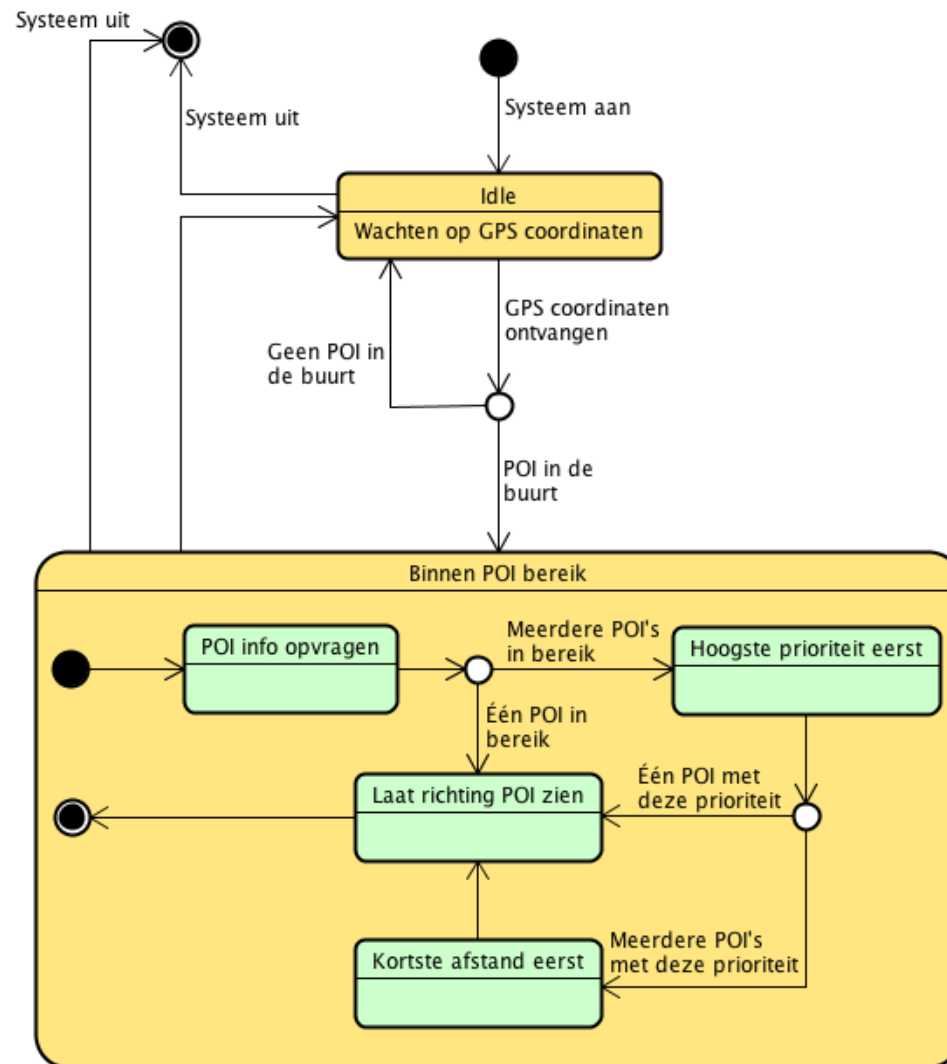 Systeem uit
Systeem aan
Systeem uit
Idle
Wachten op GPS coordinaten
GPS coordinaten
ontvangen
Geen POI in
de buurt
POI in de
buurt
Binnen POI bereik
POI info opvragen
Meerdere POI's
in bereik
Hoogste prioriteit eerst
Één POI in
bereik
Laat richting POI zien
Één POI met
deze prioriteit
Kortste afstand eerst
Meerdere POI's
met deze prioriteit